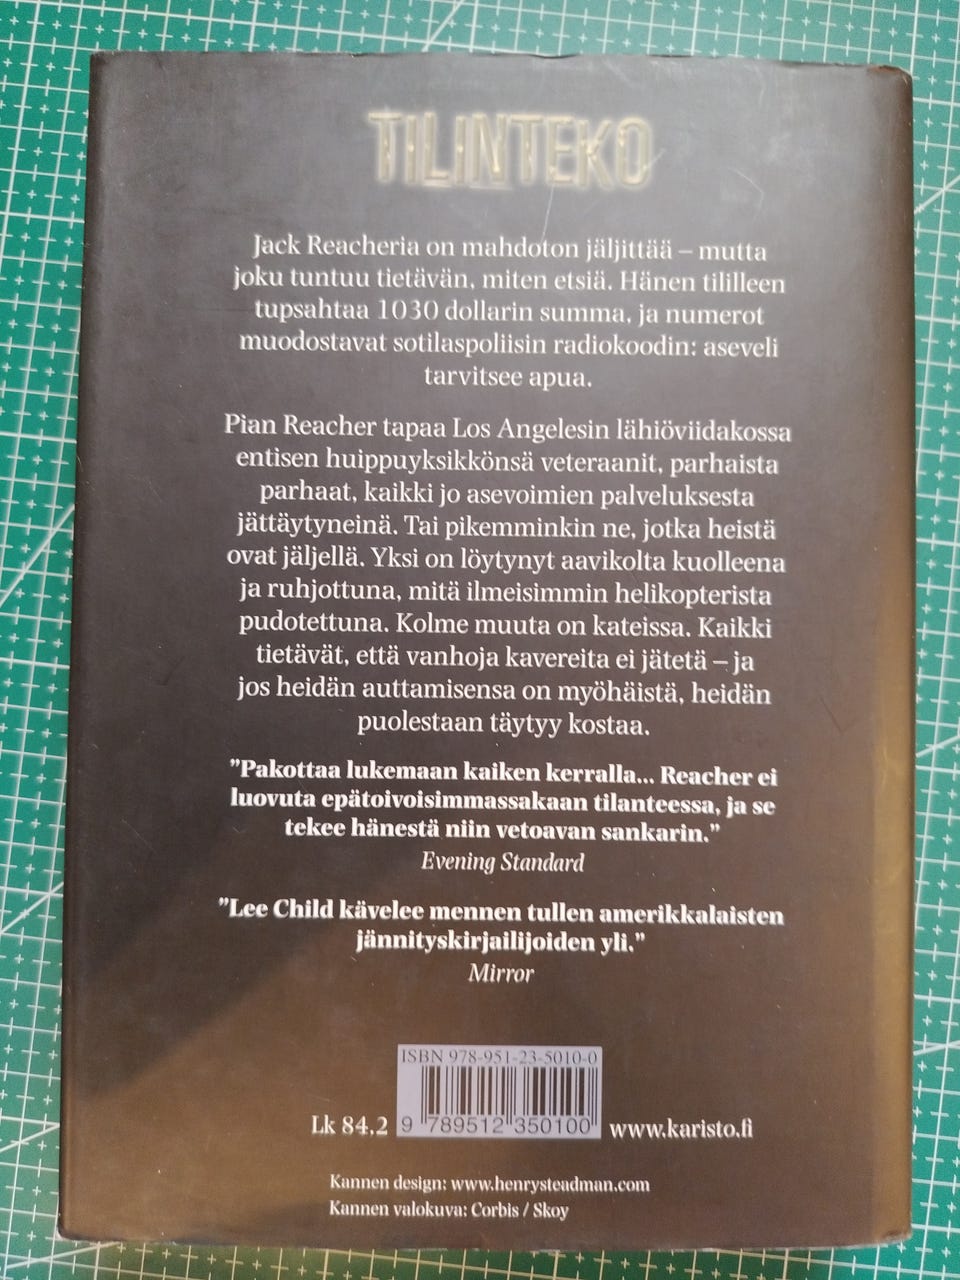 TILINTEKO
Jack Reacheria on mahdoton jäljittää – mutta
joku tuntuu tietävän, miten etsiä. Hänen tililleen
tupsahtaa 1030 dollarin summa, ja numerot
muodostavat sotilaspoliisin radiokoodin: aseveli
tarvitsee apua.
Pian Reacher tapaa Los Angelesin lähiöviidakossa
entisen huippuyksikkönsä veteraanit, parhaista
parhaat, kaikki jo asevoimien palveluksesta
jättäytyneinä. Tai pikemminkin ne, jotka heistä
ovat jäljellä. Yksi on löytynyt aavikolta kuolleena
ja ruhjottuna, mitä ilmeisimmin helikopterista
pudotettuna. Kolme muuta on kateissa. Kaikki
tietävät, että vanhoja kavereita ei jätetä – ja
jos heidän auttamisensa on myöhäistä, heidän
puolestaan täytyy kostaa.
”Pakottaa lukemaan kaiken kerralla... Reacher ei
luovuta epätoivoisimmassakaan tilanteessa, ja se
tekee hänestä niin vetoavan sankarin.”
Evening Standard
”Lee Child kävelee mennen tullen amerikkalaisten
jännityskirjailijoiden yli.”
Mirror
ISBN 978-951-23-5010-0
Lk 84.2 9 789512 350100 www.karisto.fi
Kannen design: www.henrysteadman.com
Kannen valokuva: Corbis / Skoy